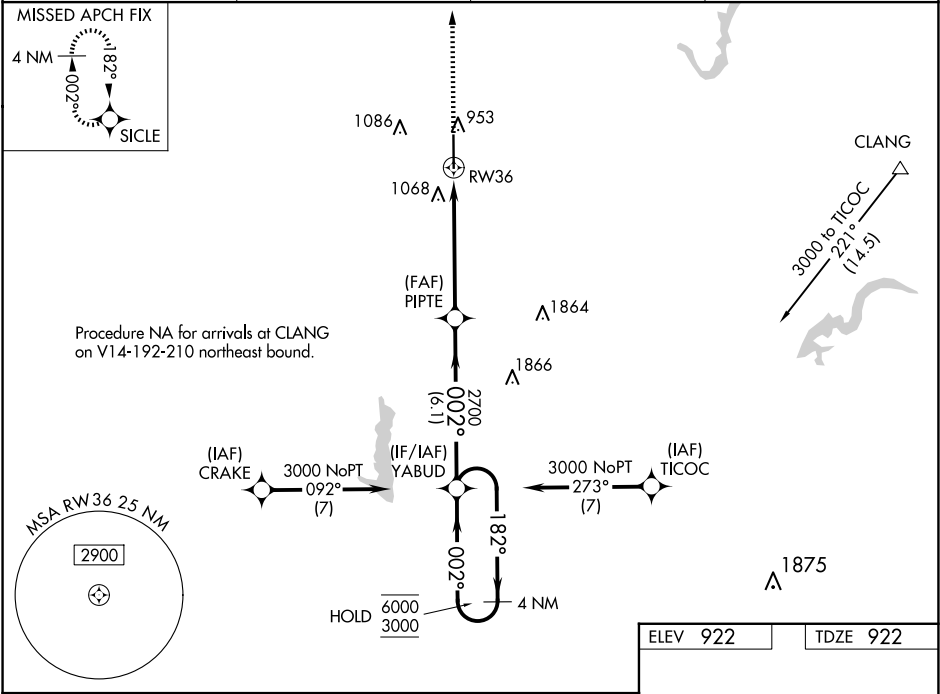 MISSED APCH FIX
4 NM
002°
182°
SICLE
1086
953
RW36
1068
CLANG
3000 to TICOC
221°
(14.5)
(FAF)
PIPTE
1864
Procedure NA for arrivals at CLANG
on V14-192-210 northeast bound.
1866
2700
002°
(6.1)
(IAF)
CRAKE
3000 NoPT
092°
(7)
(IF/IAF)
YABUD
3000 NoPT
273°
(7)
(IAF)
TICOC
MSA RW36 25 NM
2900
182°
002°
HOLD
6000
3000
4 NM
1875
ELEV 922
TDZE 922